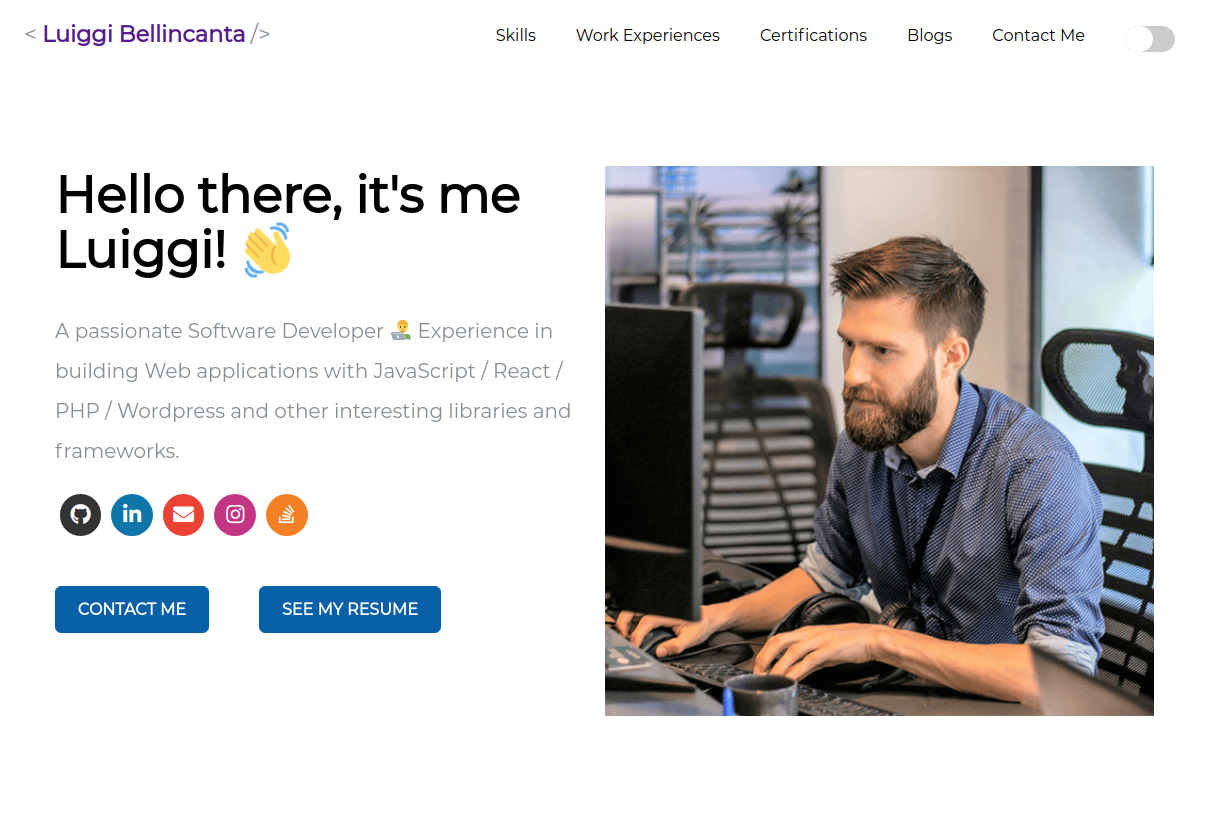 < Luiggi Bellincanta />
Skills
Work Experiences
Certifications
Blogs
Contact Me
Hello there, it's me
Luiggi! 👋
A passionate Software Developer 👨‍💻 Experience in
building Web applications with JavaScript / React /
PHP / Wordpress and other interesting libraries and
frameworks.
in
CONTACT ME
SEE MY RESUME